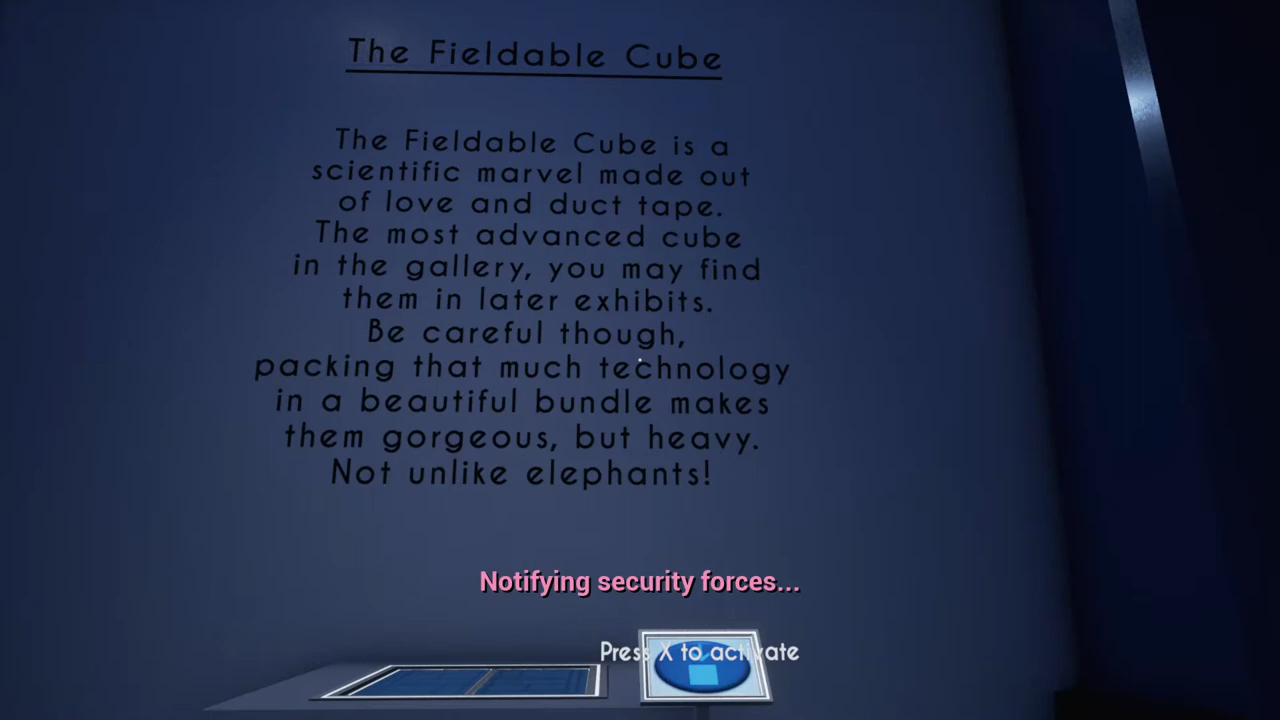 The Fieldable Cube
The Fieldable Cube is a
scientific marvel made out
of love and duct tape.
The most advanced cube
in the gallery, you may find
them in later exhibits.
Be careful though,
packing that much technology
in a beautiful bundle makes
them gorgeous, but heavy.
Not unlike elephants!
Notifying security forces...
Press X to activate